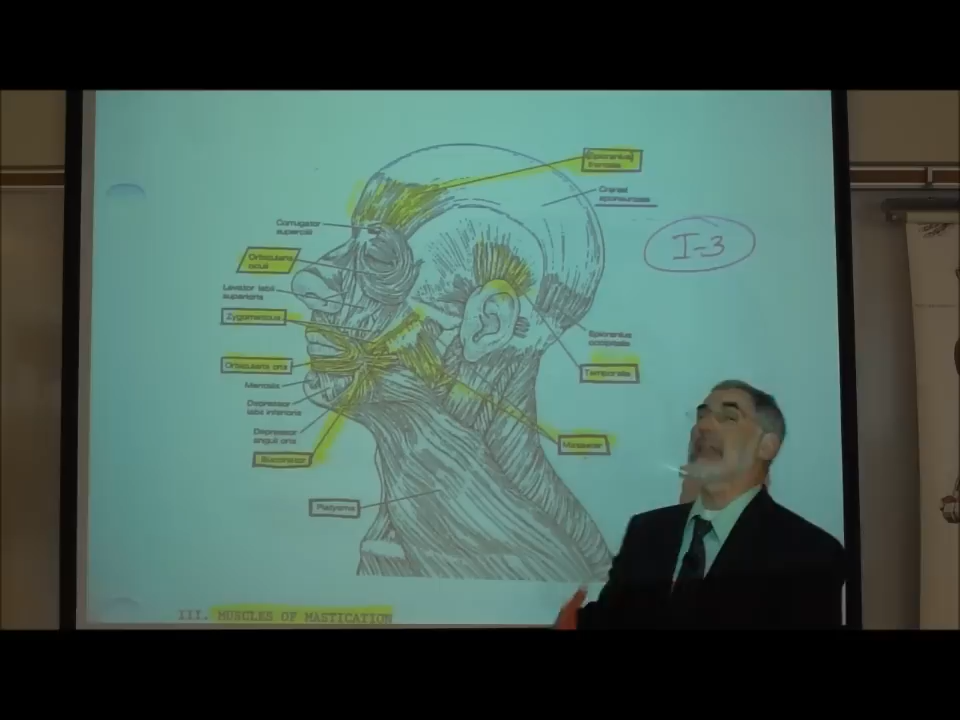 (Epicranius)
frontalis
Cranial
aponeurosis
Corrugator
supercilii
I-3
Orbicularis
oculi
Levator labii
superioris
Zygomaticus
Epicranius
occipitalis
Orbicularis oris
Temporalis
Mentalis
Depressor
labii inferioris
Depressor
anguli oris
Masseter
Buccinator
Platysma
III. MUSCLES OF MASTICATION